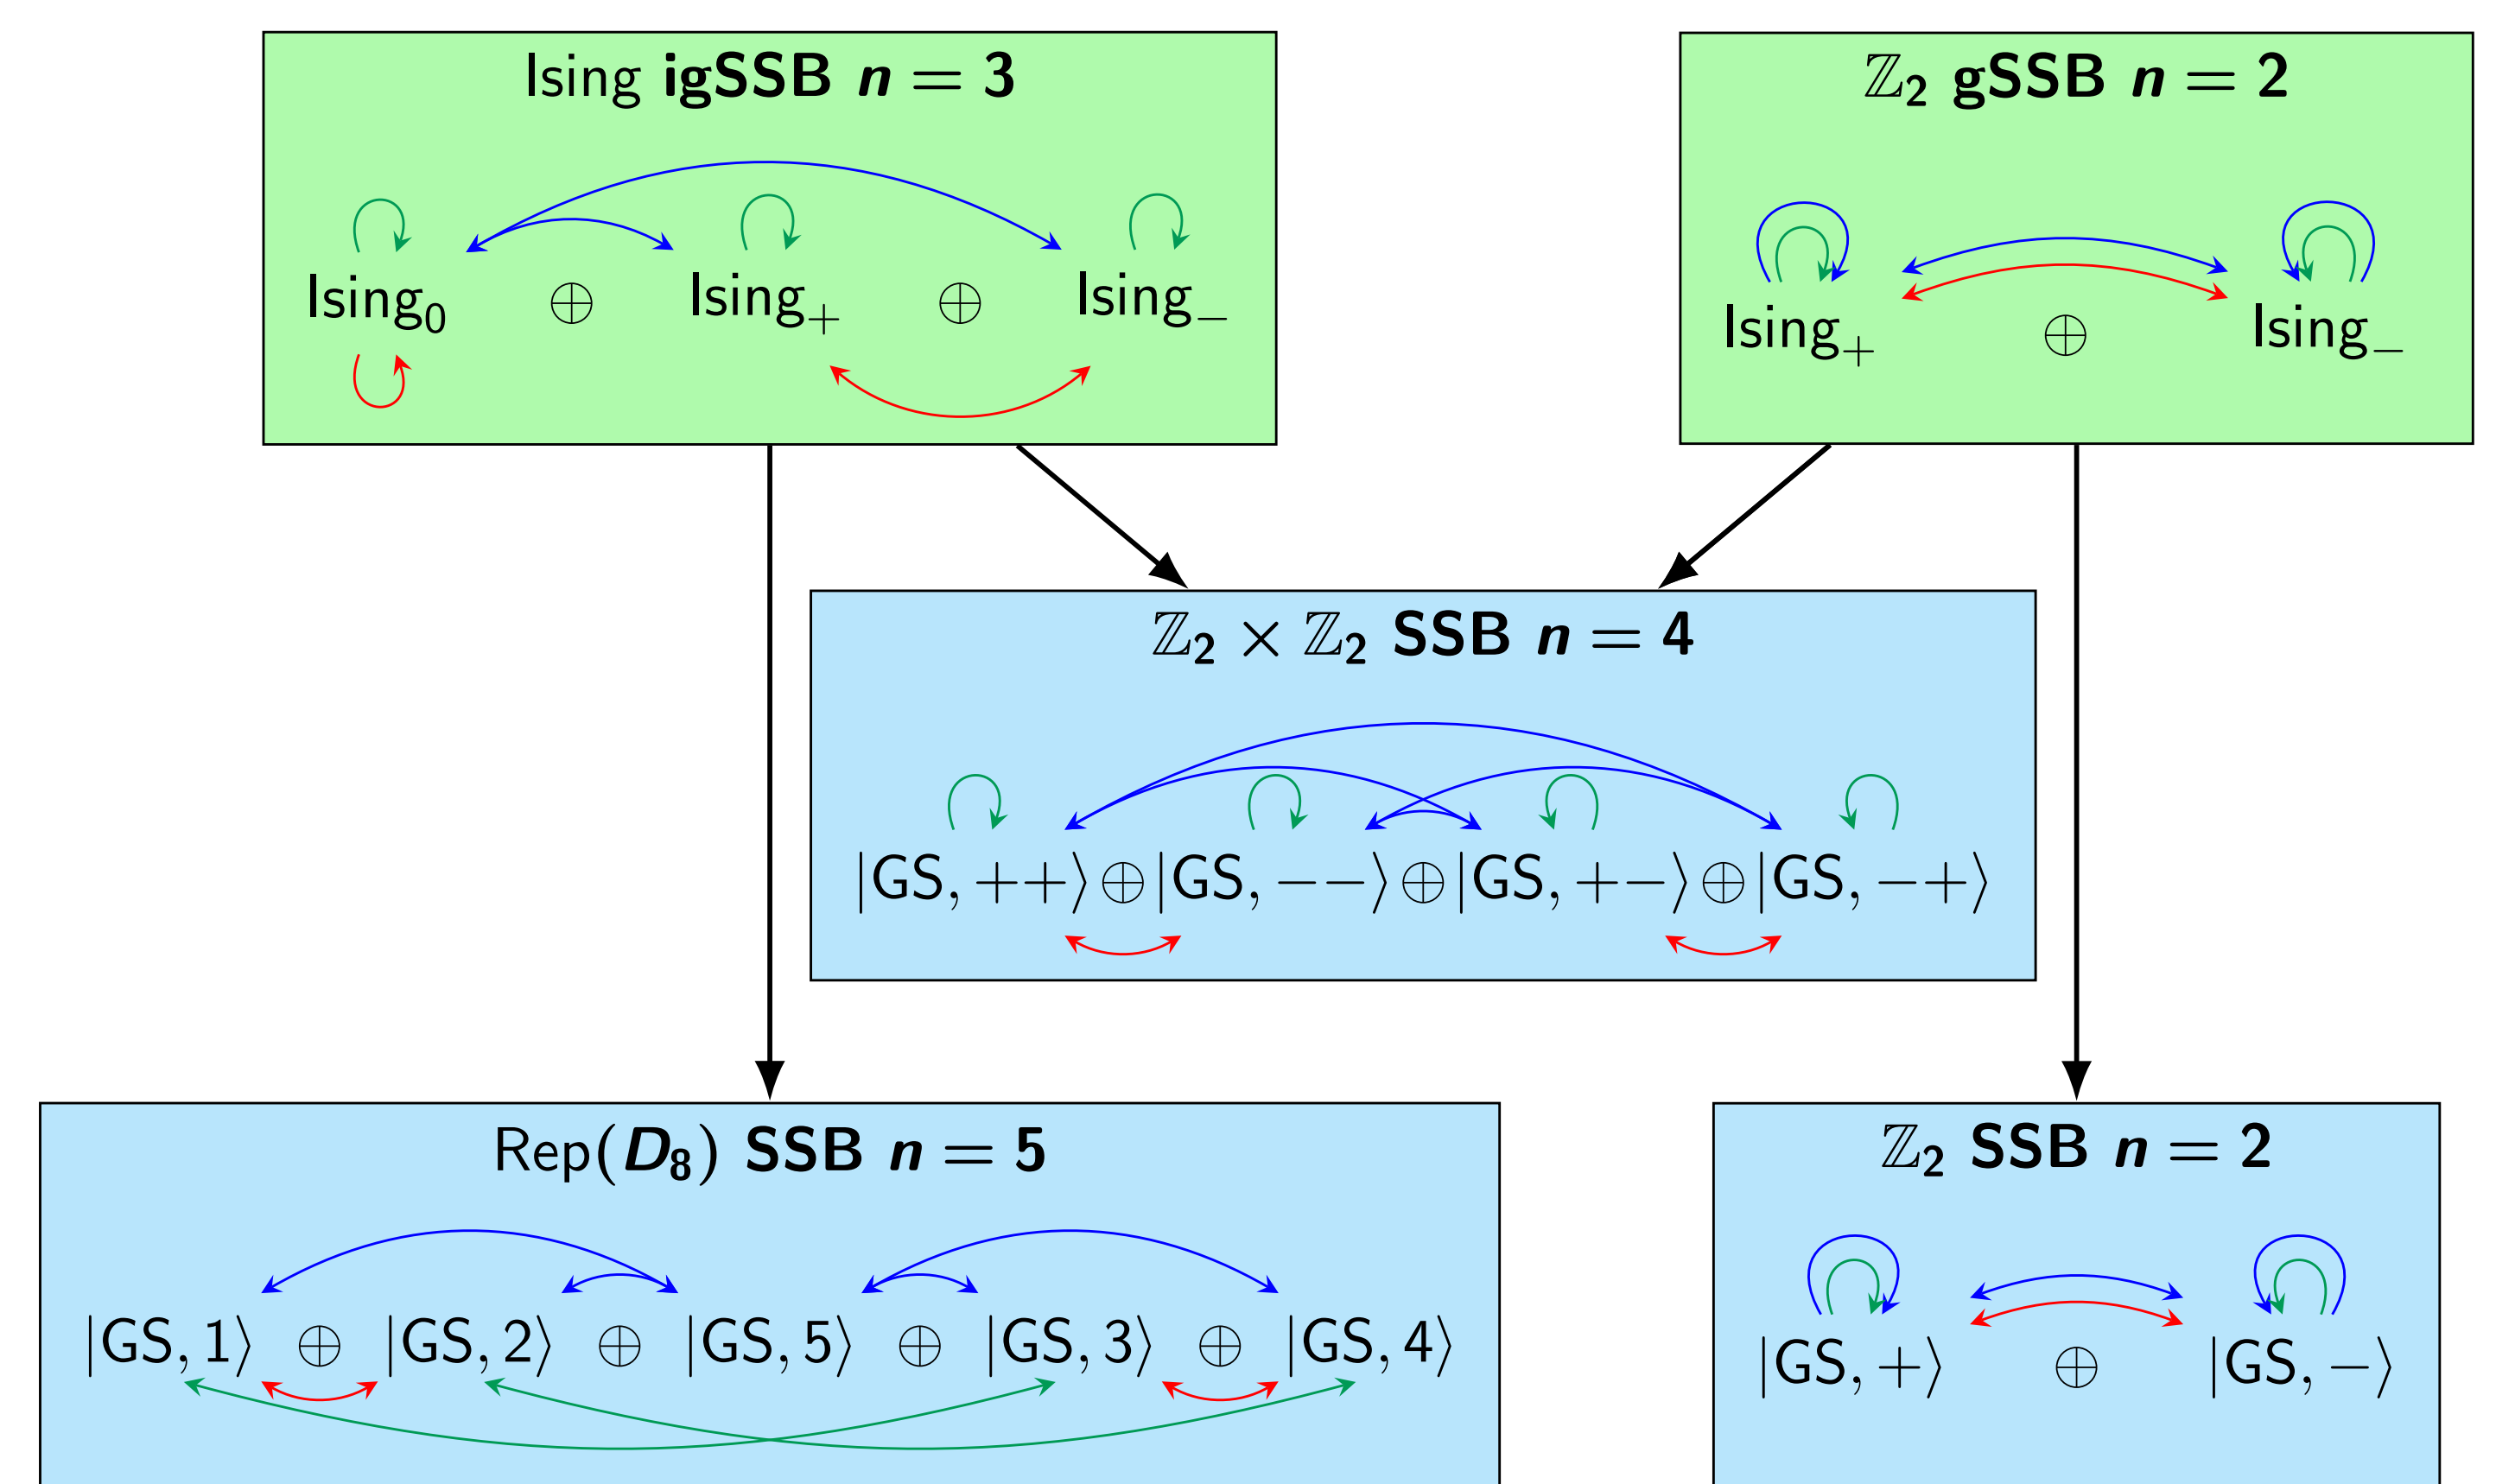 Ising igSSB n = 3
Ising₀ ⊕ Ising₊ ⊕ Ising₋
ℤ₂ gSSB n = 2
Ising₊ ⊕ Ising₋
ℤ₂ × ℤ₂ SSB n = 4
|GS, ++⟩ ⊕ |GS, −−⟩ ⊕ |GS, +−⟩ ⊕ |GS, −+⟩
Rep(D₈) SSB n = 5
|GS, 1⟩ ⊕ |GS, 2⟩ ⊕ |GS, 5⟩ ⊕ |GS, 3⟩ ⊕ |GS, 4⟩
ℤ₂ SSB n = 2
|GS, +⟩ ⊕ |GS, −⟩